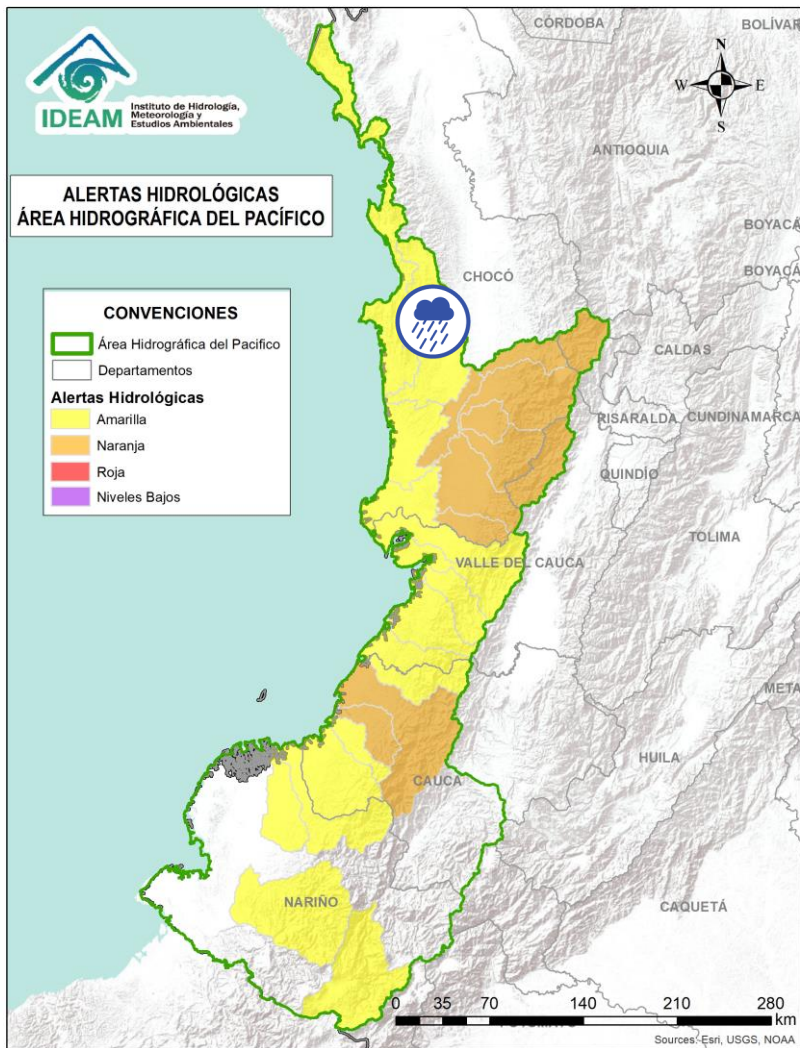 IDEAM
Instituto de Hidrología,
Meteorología y
Estudios Ambientales
ALERTAS HIDROLÓGICAS
ÁREA HIDROGRÁFICA DEL PACÍFICO
CONVENCIONES
Área Hidrográfica del Pacifico
Departamentos
Alertas Hidrológicas
Amarilla
Naranja
Roja
Niveles Bajos
N
W
E
S
CÓRDOBA
BOLÍVAR
ANTIOQUIA
BOYACÁ
CHOCÓ
BOYACÁ
CALDAS
RISARALDA
CUNDINAMARCA
QUINDÍO
TOLIMA
VALLE DEL CAUCA
META
HUILA
CAUCA
NARIÑO
CAQUETÁ
0 35 70 140 210 280
km
Sources: Esri, USGS, NOAA